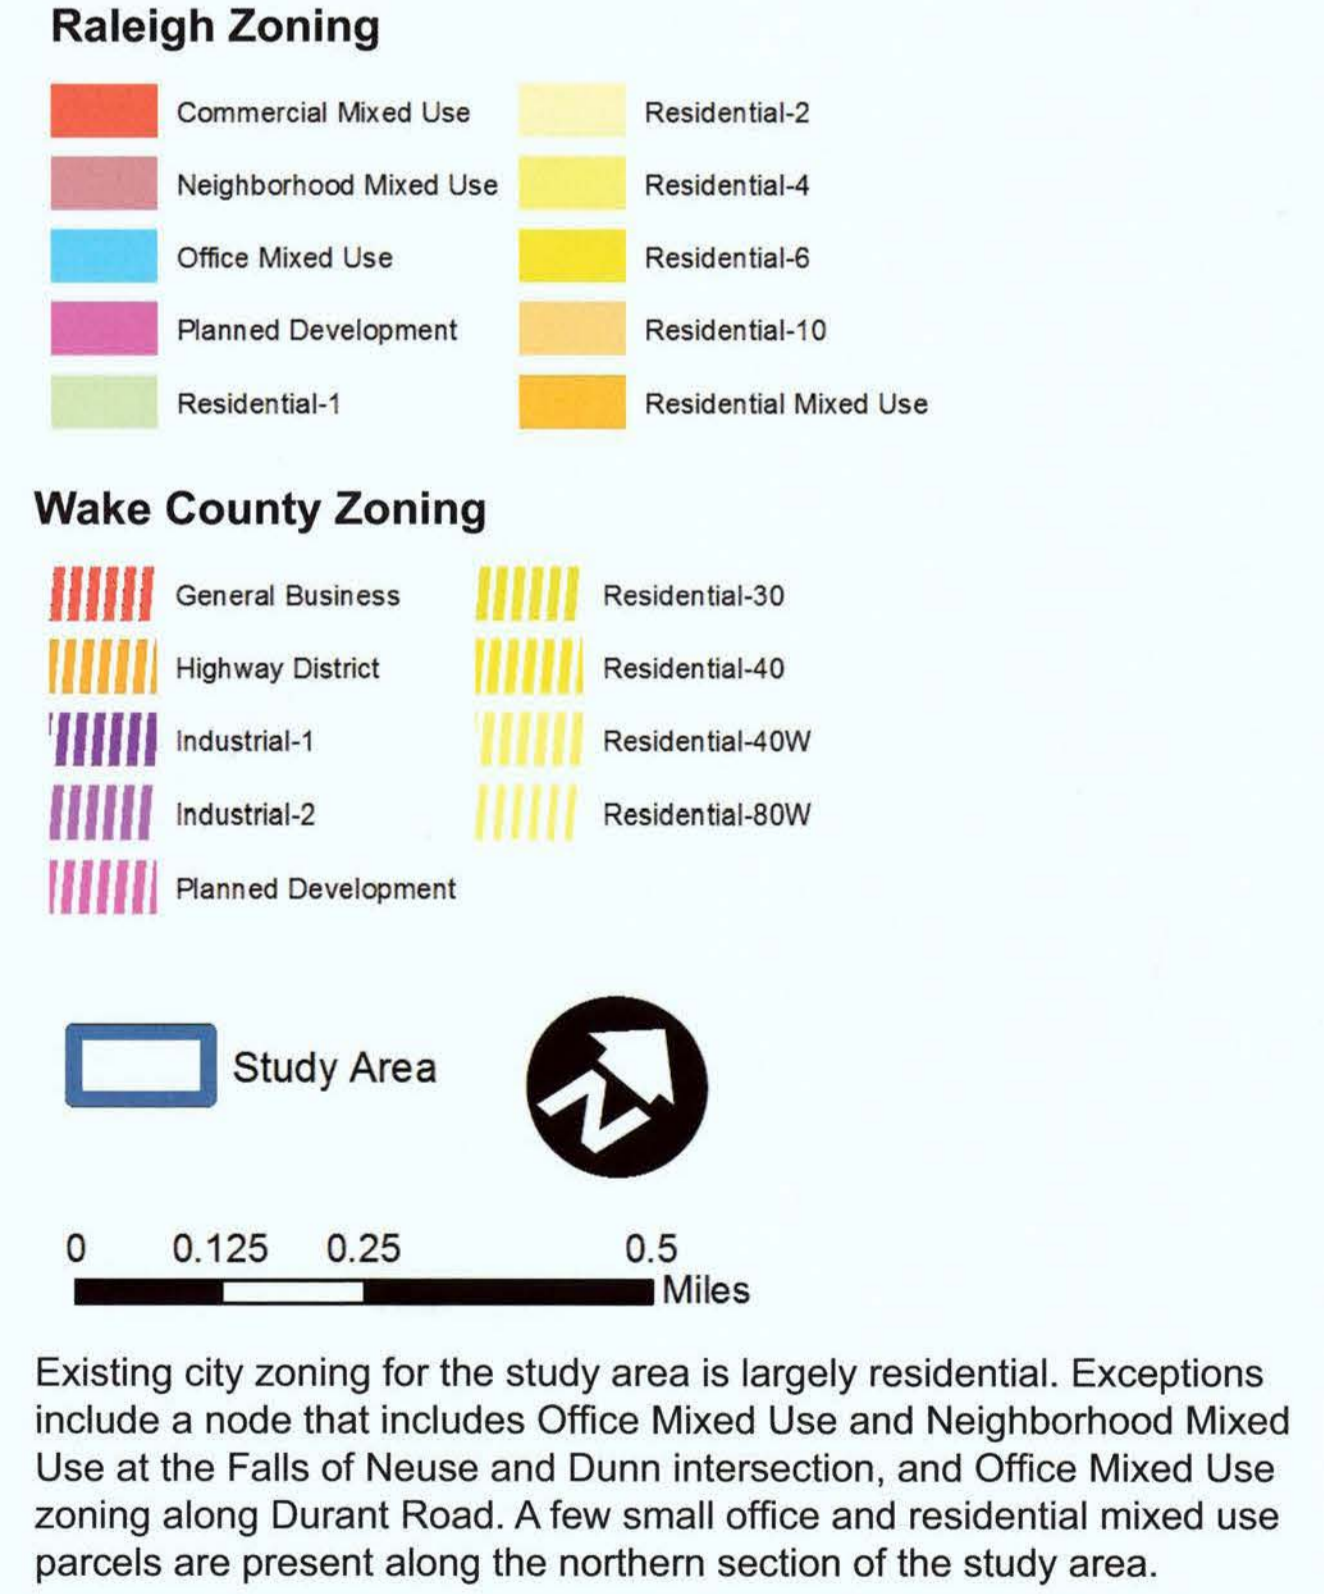 Raleigh Zoning
Commercial Mixed Use
Neighborhood Mixed Use
Office Mixed Use
Planned Development
Residential-1
Residential-2
Residential-4
Residential-6
Residential-10
Residential Mixed Use
Wake County Zoning
General Business
Highway District
Industrial-1
Industrial-2
Planned Development
Residential-30
Residential-40
Residential-40W
Residential-80W
Study Area
N
0 0.125 0.25 0.5
Miles
Existing city zoning for the study area is largely residential. Exceptions
include a node that includes Office Mixed Use and Neighborhood Mixed
Use at the Falls of Neuse and Dunn intersection, and Office Mixed Use
zoning along Durant Road. A few small office and residential mixed use
parcels are present along the northern section of the study area.